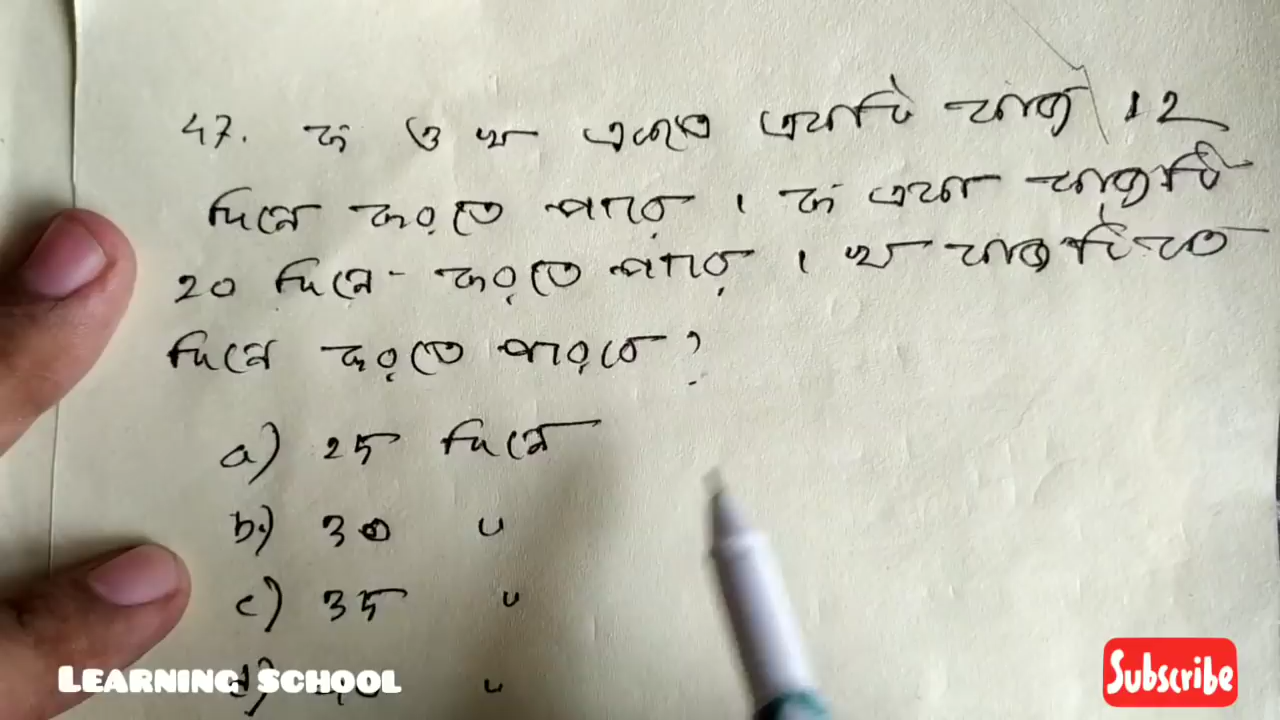 47. ক ও খ একত্রে একটি কাজ 12
দিনে করতে পারে। ক একা কাজটি
20 দিনে করতে পারে। খ কাজটি কত
দিনে করতে পারবে?
a) 25 দিনে
b) 30 "
c) 35 "
d) 40 "
LEARNING SCHOOL
Subscribe